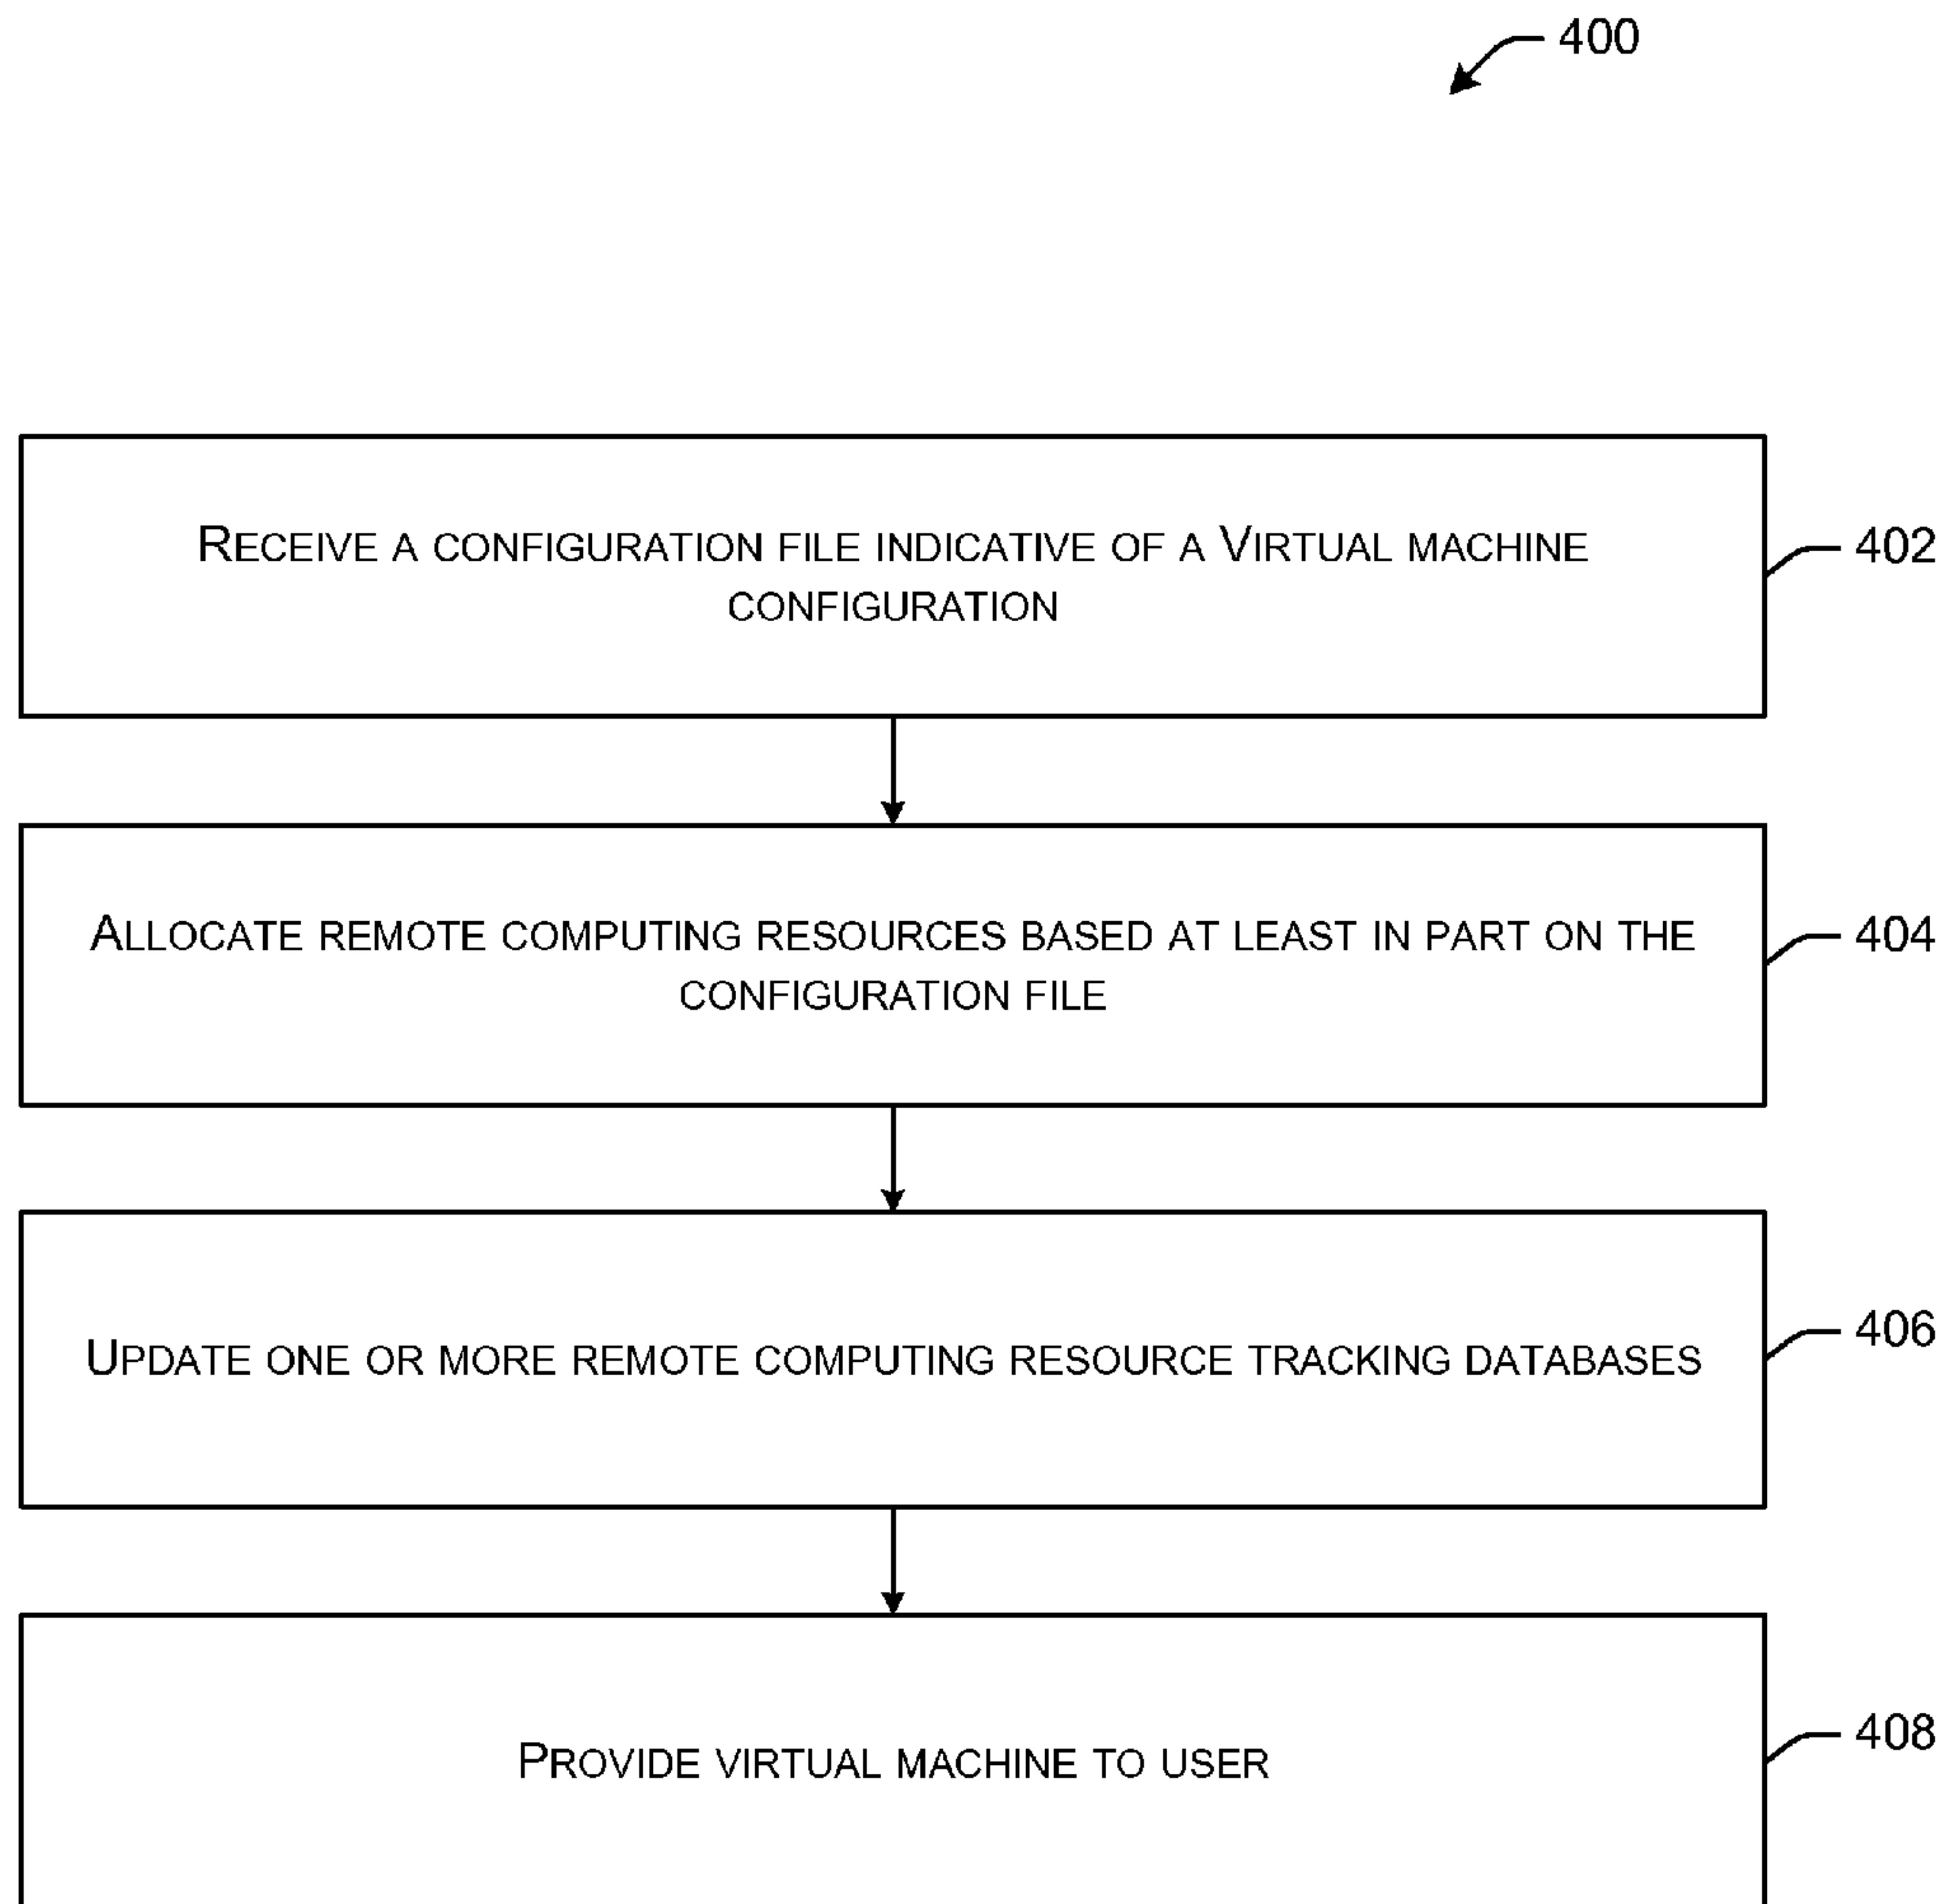 400
Receive a configuration file indicative of a Virtual machine
configuration
402
Allocate remote computing resources based at least in part on the
configuration file
404
Update one or more remote computing resource tracking databases
406
Provide virtual machine to user
408